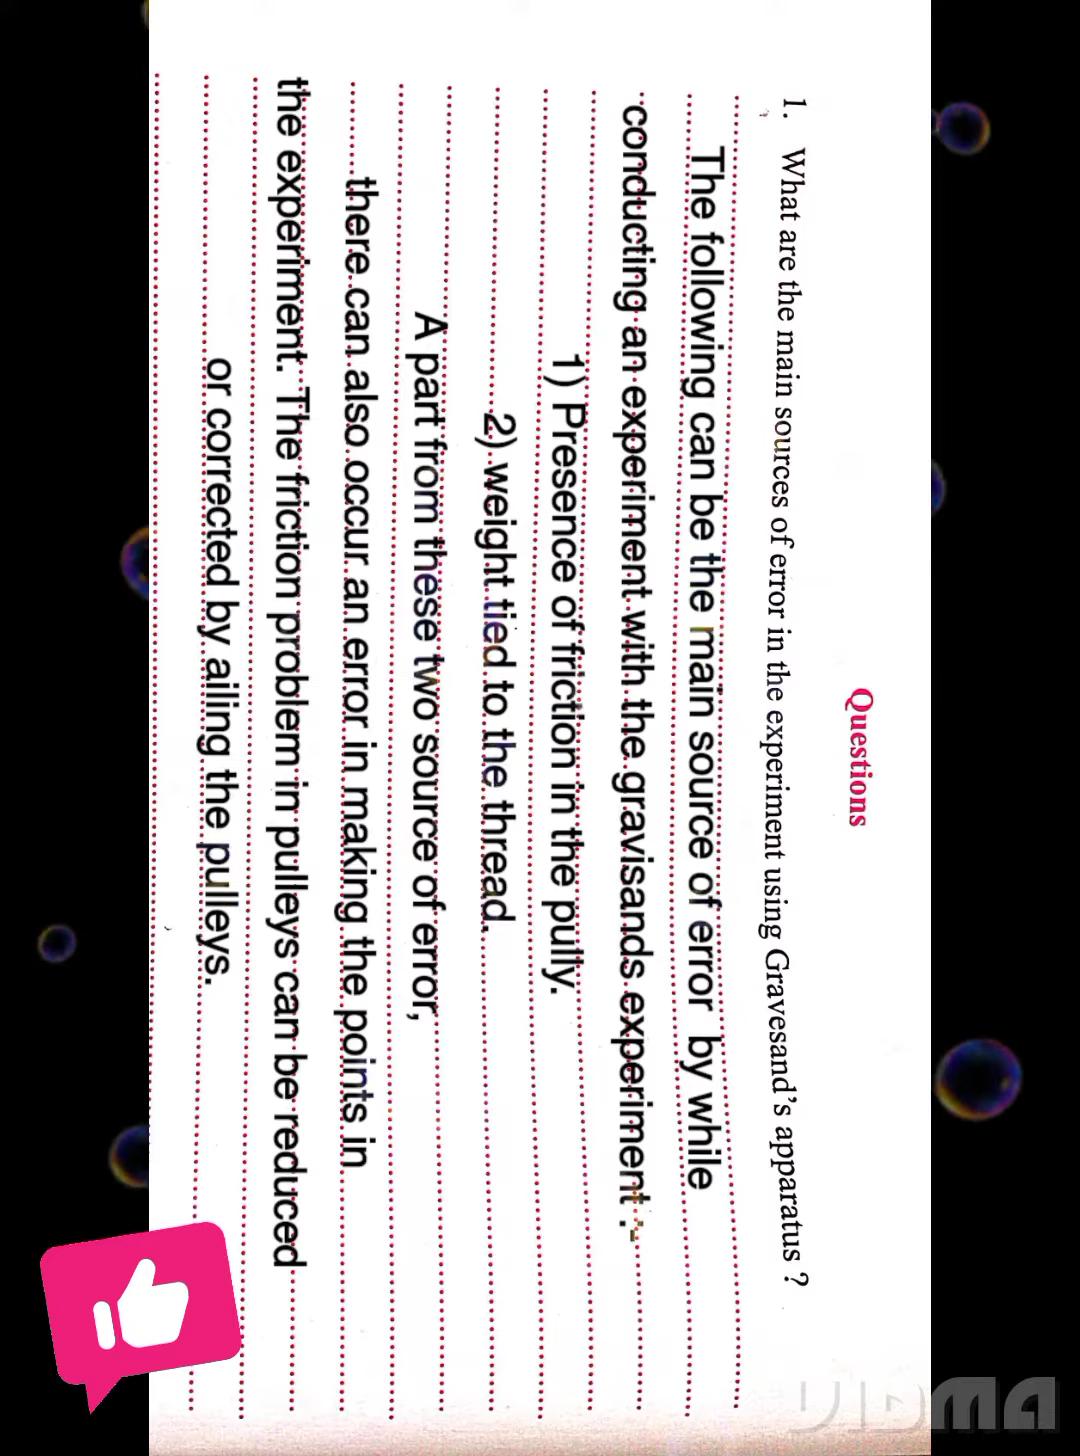 Questions
1. What are the main sources of error in the experiment using Gravesand's apparatus ?
The following can be the main source of error by while
conducting an experiment with the gravisands experiment :-
1) Presence of friction in the pully.
2) weight tied to the thread.
A part from these two source of error,
there can also occur an error in making the points in
the experiment. The friction problem in pulleys can be reduced
or corrected by ailing the pulleys.
VIDMA